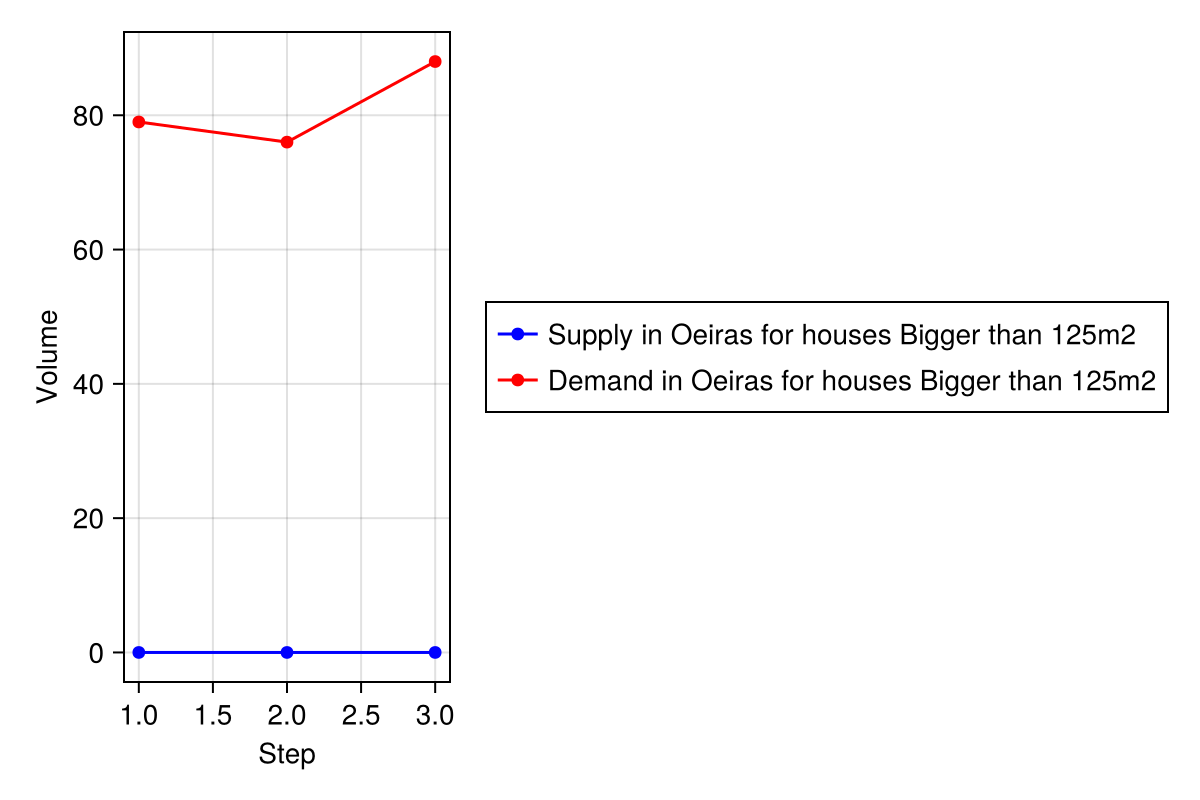 80
60
40
20
0
Volume
1.0 1.5 2.0 2.5 3.0
Step
Supply in Oeiras for houses Bigger than 125m2
Demand in Oeiras for houses Bigger than 125m2